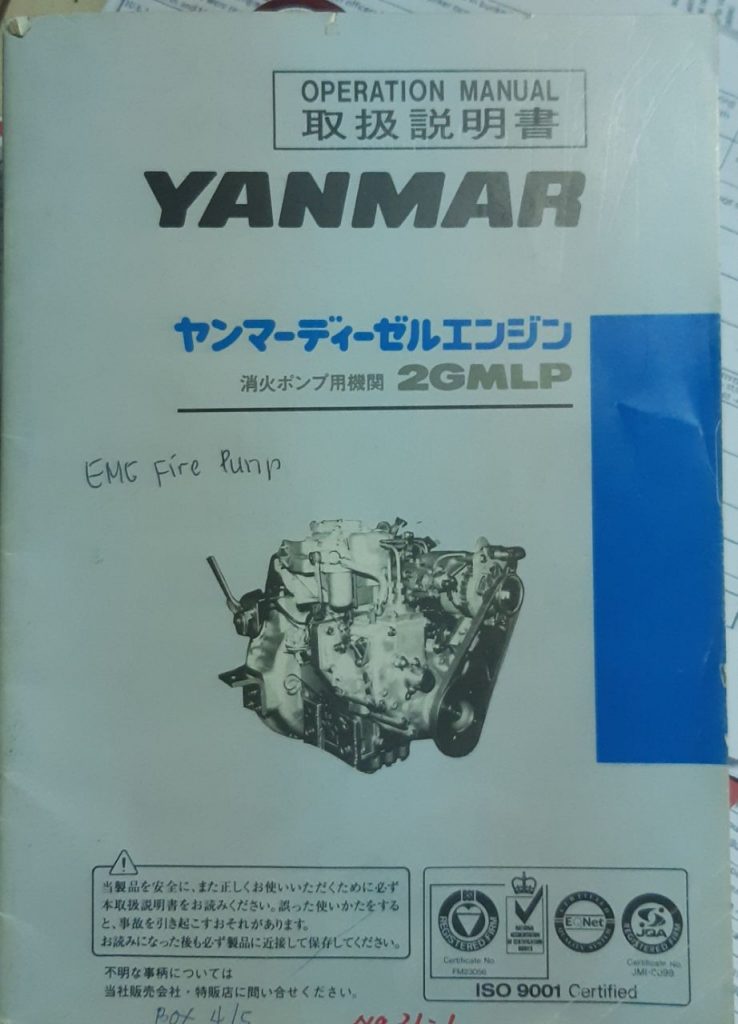 OPERATION MANUAL
取扱説明書
YANMAR
ヤンマーディーゼルエンジン
消火ポンプ用機関 2GMLP
EMG Fire Pump
当製品を安全に、また正しくお使いいただくために必ず
本取扱説明書をお読みください。誤った使いかたをする
と、事故を引き起こすおそれがあります。
お読みになった後も必ず製品に近接して保存してください。
不明な事柄については
当社販売会社・特販店に問い合せください。
BSI
REGISTERED FIRM
Certificate No
FM23056
NATIONAL
ACCREDITATION
OF CERTIFICATION
BODIES
EQNet
JQA
REGISTERED FIRM
Certificate No.
ISO 9001 Certified
BOX 4/5